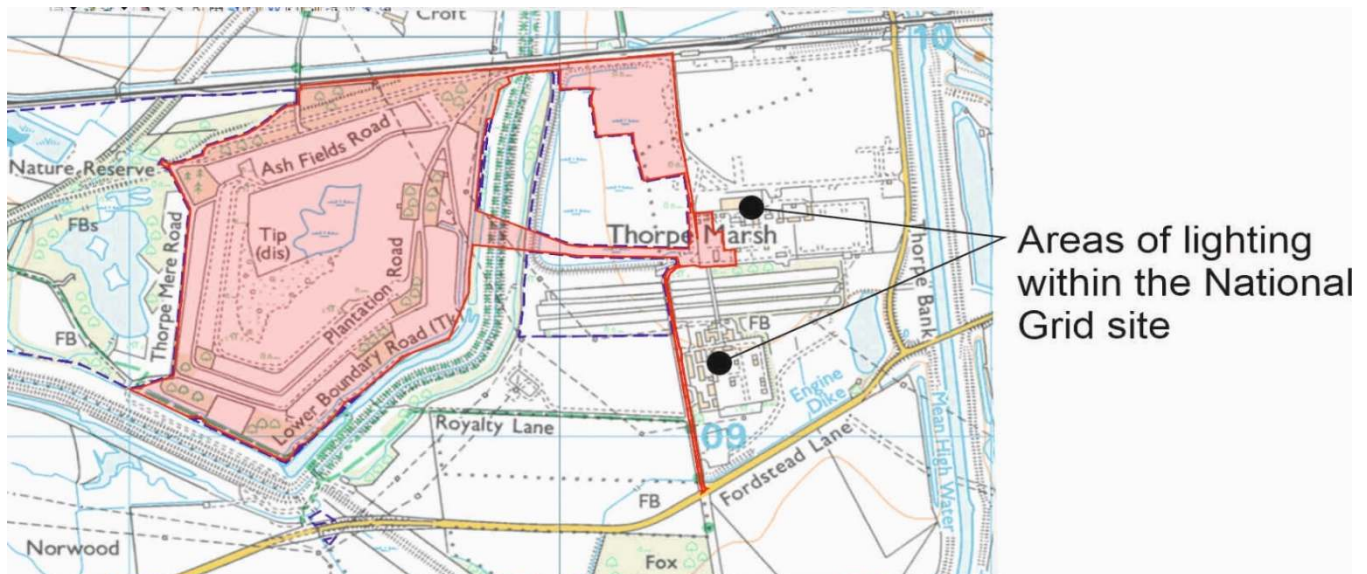 Croft
10
Nature Reserve
Ash Fields Road
FBs
Tip
(dis)
Thorpe Mere Road
Plantation Road
Thorpe Marsh
Areas of lighting
within the National
Grid site
Thorpe Bank
FB
FB
Lower Boundary Road (Tk
Engine
Dike
Mean High Water
Royalty Lane
09
Fordstead Lane
FB
Norwood
Fox